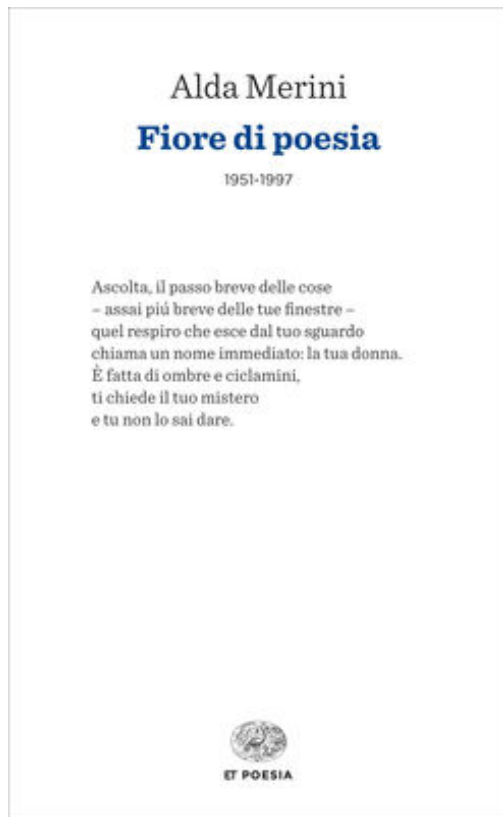 Alda Merini
Fiore di poesia
1951-1997
Ascolta, il passo breve delle cose
– assai piú breve delle tue finestre –
quel respiro che esce dal tuo sguardo
chiama un nome immediato: la tua donna.
È fatta di ombre e ciclamini,
ti chiede il tuo mistero
e tu non lo sai dare.
ET POESIA